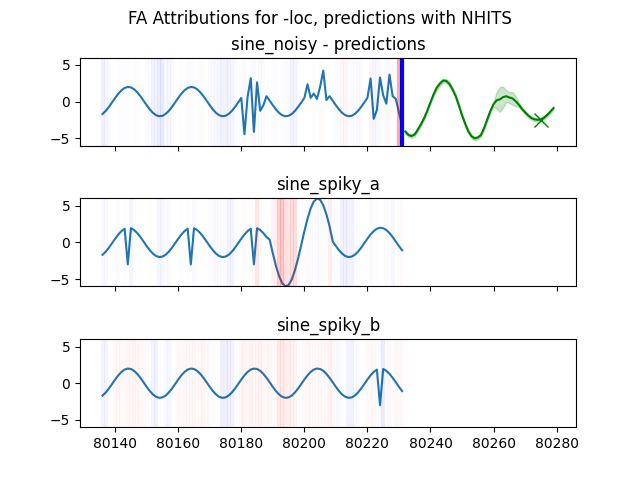 FA Attributions for -loc, predictions with NHITS
sine_noisy - predictions
5
0
−5
sine_spiky_a
5
0
−5
sine_spiky_b
5
0
−5
80140 80160 80180 80200 80220 80240 80260 80280